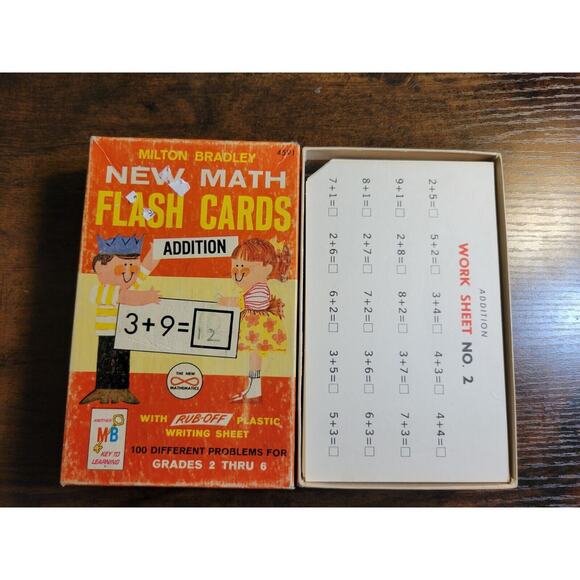 MILTON BRADLEY
4591
NEW MATH
FLASH CARDS
ADDITION
3+9=12
THE NEW
MATHEMATICS
WITH RUB-OFF PLASTIC
WRITING SHEET
ANOTHER
MB
KEY TO
LEARNING
100 DIFFERENT PROBLEMS FOR
GRADES 2 THRU 6
ADDITION
WORK SHEET NO. 2
2+5=□ 5+2=□ 3+4=□ 4+3=□ 4+4=□
9+1=□ 2+8=□ 8+2=□ 3+7=□ 7+3=□
8+1=□ 2+7=□ 7+2=□ 3+6=□ 6+3=□
7+1=□ 2+6=□ 6+2=□ 3+5=□ 5+3=□